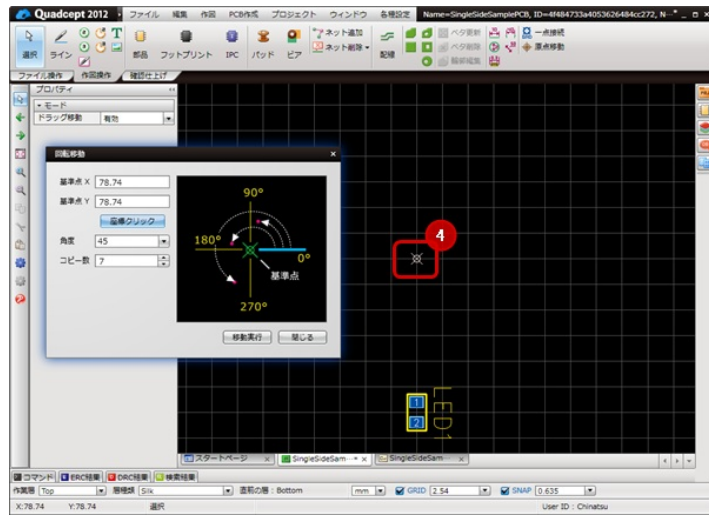 Quadcept 2012 ファイル 編集 作図 PCB作成 プロジェクト ウィンドウ 各種設定 Name=SingleSideSamplePCB, ID=4f484733a4053626484cc272, N···*
選択 ライン 部品 フットプリント IPC パッド ビア ネット追加 ネット削除 配線 ベタ更新 ベタ削除 一点接続 原点移動
ファイル操作 作図操作 確認仕上げ
プロパティ
モード
ドラッグ移動 有効
回転移動
基準点 X 78.74
基準点 Y 78.74
座標クリック
角度 45
コピー数 7
90°
180°
0°
基準点
270°
移動実行 閉じる
4
1
2
LED1
スタートページ SingleSideSam···* SingleSideSam···
コマンド ERC結果 DRC結果 検索結果
作業層 Top 層種類 Silk 直前の層 : Bottom mm GRID 2.54 SNAP 0.635
X:78.74 Y:78.74 選択 User ID : Chinatsu